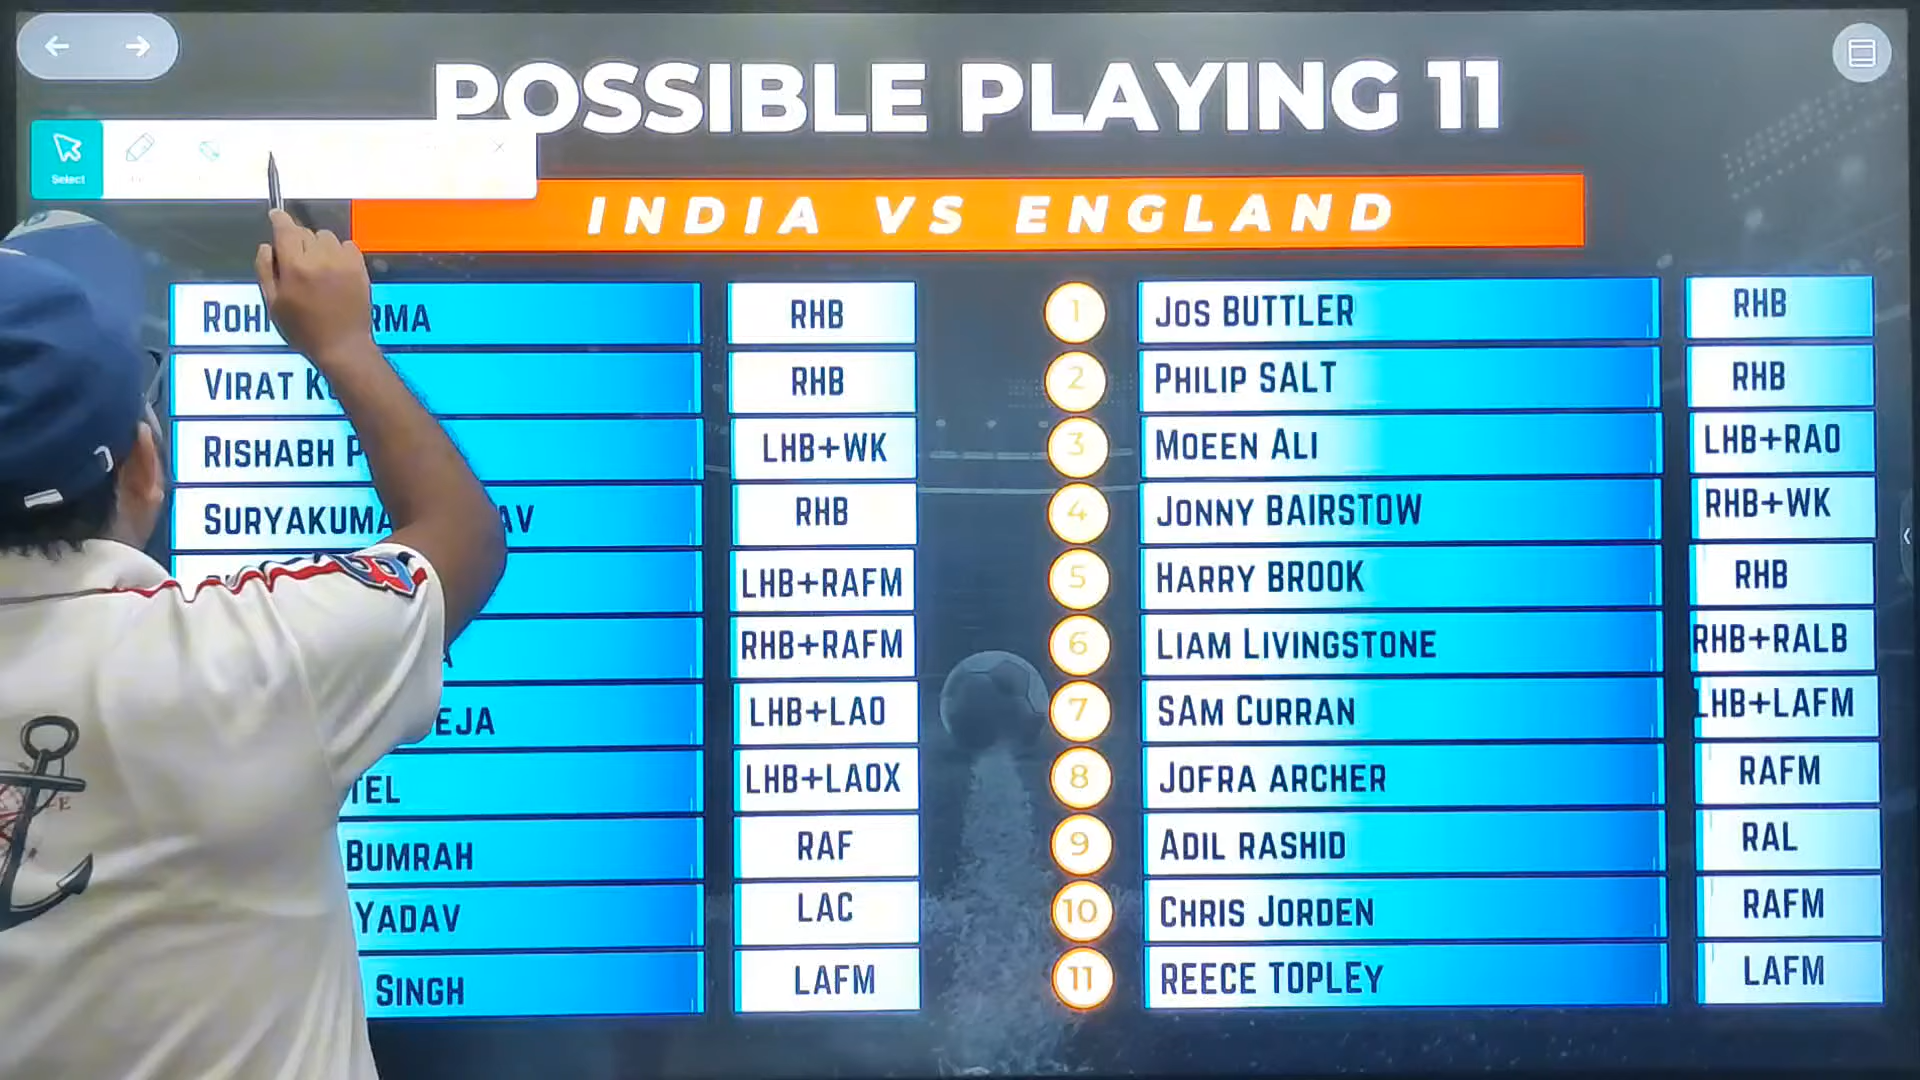 POSSIBLE PLAYING 11
Select
INDIA VS ENGLAND
RMA RHB 1 JOS BUTTLER RHB
VIRAT RHB 2 PHILIP SALT RHB
RISHABH LHB+WK 3 MOEEN ALI LHB+RAO
RHB 4 JONNY BAIRSTOW RHB+WK
LHB+RAFM 5 HARRY BROOK RHB
RHB+RAFM 6 LIAM LIVINGSTONE RHB+RALB
EJA LHB+LAO 7 SAM CURRAN LHB+LAFM
TEL LHB+LAOX 8 JOFRA ARCHER RAFM
BUMRAH RAF 9 ADIL RASHID RAL
YADAV LAC 10 CHRIS JORDEN RAFM
SINGH LAFM 11 REECE TOPLEY LAFM